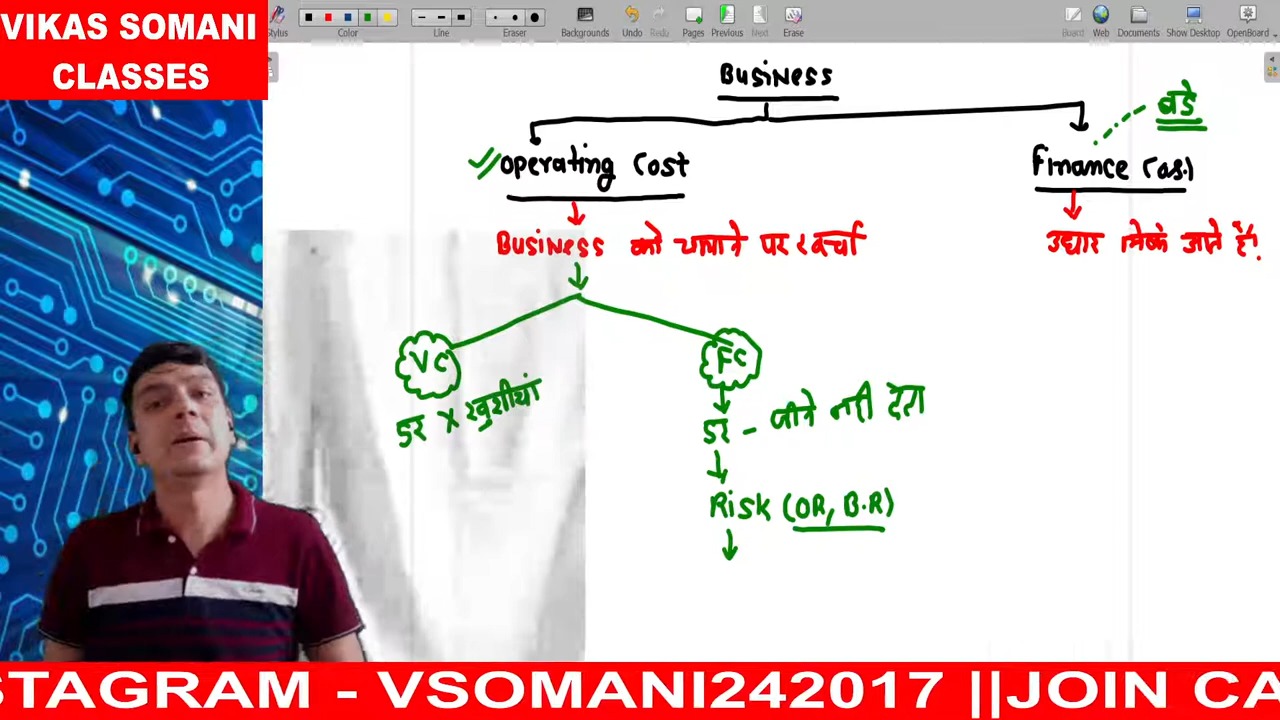 VIKAS SOMANI
CLASSES
Stylus
Color
Line
Eraser
Backgrounds
Undo
Redo
Pages
Previous
Next
Erase
Board
Web
Documents
Show Desktop
OpenBoard
Business
बडे
operating cost
Finance Cost
Business को चलाने पर खर्चा
उधार लिके जाते हैं!
VC
FC
डर X खुशीयां
डर - जीने नही देता
Risk (OR, B.R)
STAGRAM - VSOMANI242017 ||JOIN CA